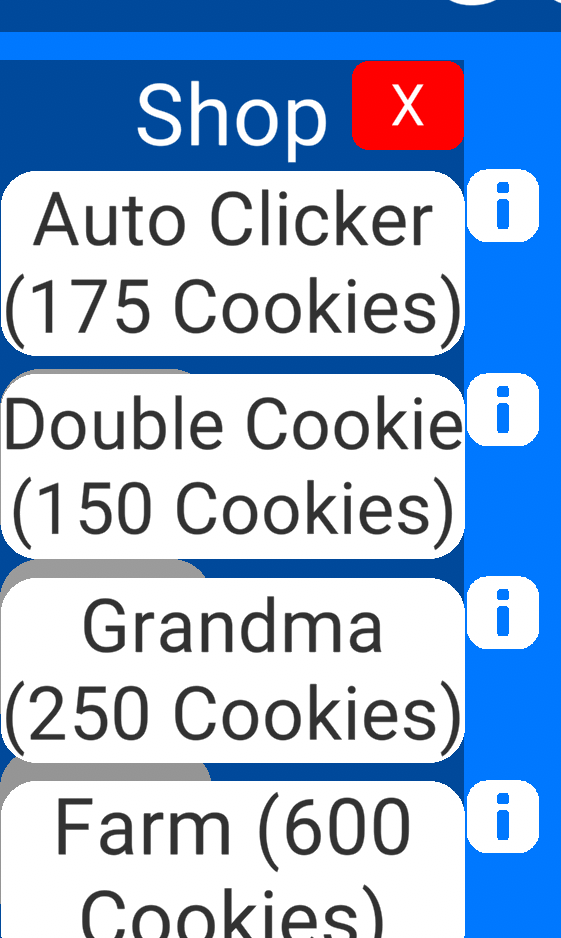 Shop
X
Auto Clicker
(175 Cookies)
i
Double Cookie
(150 Cookies)
i
Grandma
(250 Cookies)
i
Farm (600
Cookies)
i